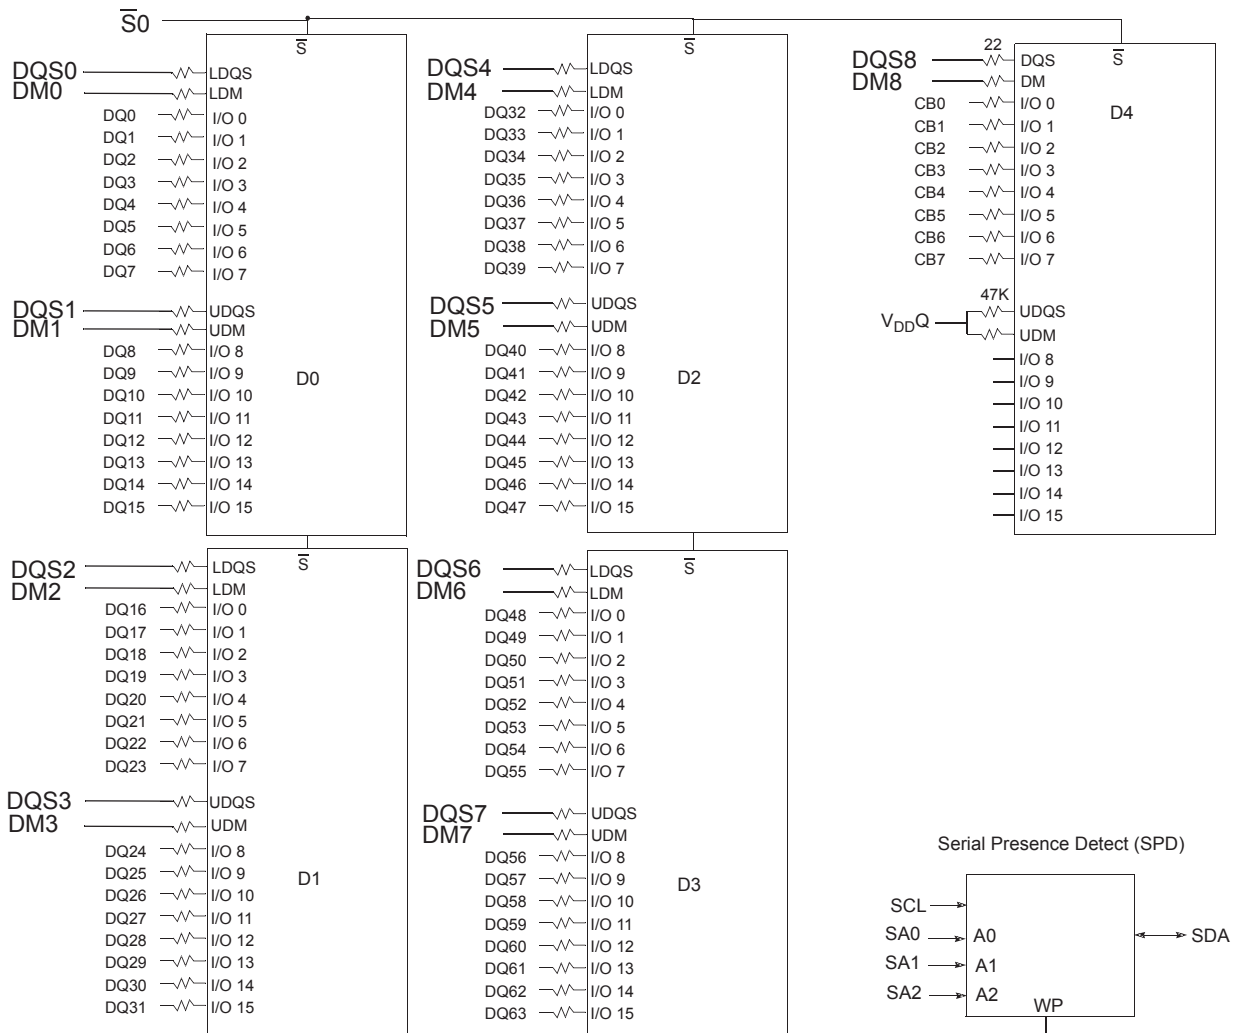 S0
S
DQS0 LDQS
DM0 LDM
DQ0 I/O 0
DQ1 I/O 1
DQ2 I/O 2
DQ3 I/O 3
DQ4 I/O 4
DQ5 I/O 5
DQ6 I/O 6
DQ7 I/O 7
DQS1 UDQS
DM1 UDM
DQ8 I/O 8
DQ9 I/O 9
DQ10 I/O 10
DQ11 I/O 11
DQ12 I/O 12
DQ13 I/O 13
DQ14 I/O 14
DQ15 I/O 15
D0
S
DQS2 LDQS
DM2 LDM
DQ16 I/O 0
DQ17 I/O 1
DQ18 I/O 2
DQ19 I/O 3
DQ20 I/O 4
DQ21 I/O 5
DQ22 I/O 6
DQ23 I/O 7
DQS3 UDQS
DM3 UDM
DQ24 I/O 8
DQ25 I/O 9
DQ26 I/O 10
DQ27 I/O 11
DQ28 I/O 12
DQ29 I/O 13
DQ30 I/O 14
DQ31 I/O 15
D1
S
DQS4 LDQS
DM4 LDM
DQ32 I/O 0
DQ33 I/O 1
DQ34 I/O 2
DQ35 I/O 3
DQ36 I/O 4
DQ37 I/O 5
DQ38 I/O 6
DQ39 I/O 7
DQS5 UDQS
DM5 UDM
DQ40 I/O 8
DQ41 I/O 9
DQ42 I/O 10
DQ43 I/O 11
DQ44 I/O 12
DQ45 I/O 13
DQ46 I/O 14
DQ47 I/O 15
D2
S
DQS6 LDQS
DM6 LDM
DQ48 I/O 0
DQ49 I/O 1
DQ50 I/O 2
DQ51 I/O 3
DQ52 I/O 4
DQ53 I/O 5
DQ54 I/O 6
DQ55 I/O 7
DQS7 UDQS
DM7 UDM
DQ56 I/O 8
DQ57 I/O 9
DQ58 I/O 10
DQ59 I/O 11
DQ60 I/O 12
DQ61 I/O 13
DQ62 I/O 14
DQ63 I/O 15
D3
S
22
DQS8 DQS
DM8 DM
CB0 I/O 0
CB1 I/O 1
CB2 I/O 2
CB3 I/O 3
CB4 I/O 4
CB5 I/O 5
CB6 I/O 6
CB7 I/O 7
D4
47K
VDDQ
UDQS
UDM
I/O 8
I/O 9
I/O 10
I/O 11
I/O 12
I/O 13
I/O 14
I/O 15
Serial Presence Detect (SPD)
SCL
SA0 A0
SA1 A1
SA2 A2
WP
SDA